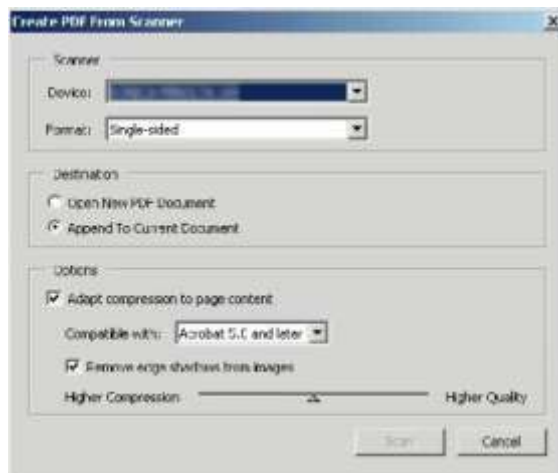 Create PDF From Scanner
Scanner
Device:
Format: Single-sided
Destination
Open New PDF Document
Append To Current Document
Options
Adapt compression to page content
Compatible with: Acrobat 5.0 and later
Remove edge shadows from images
Higher Compression Higher Quality
Scan Cancel